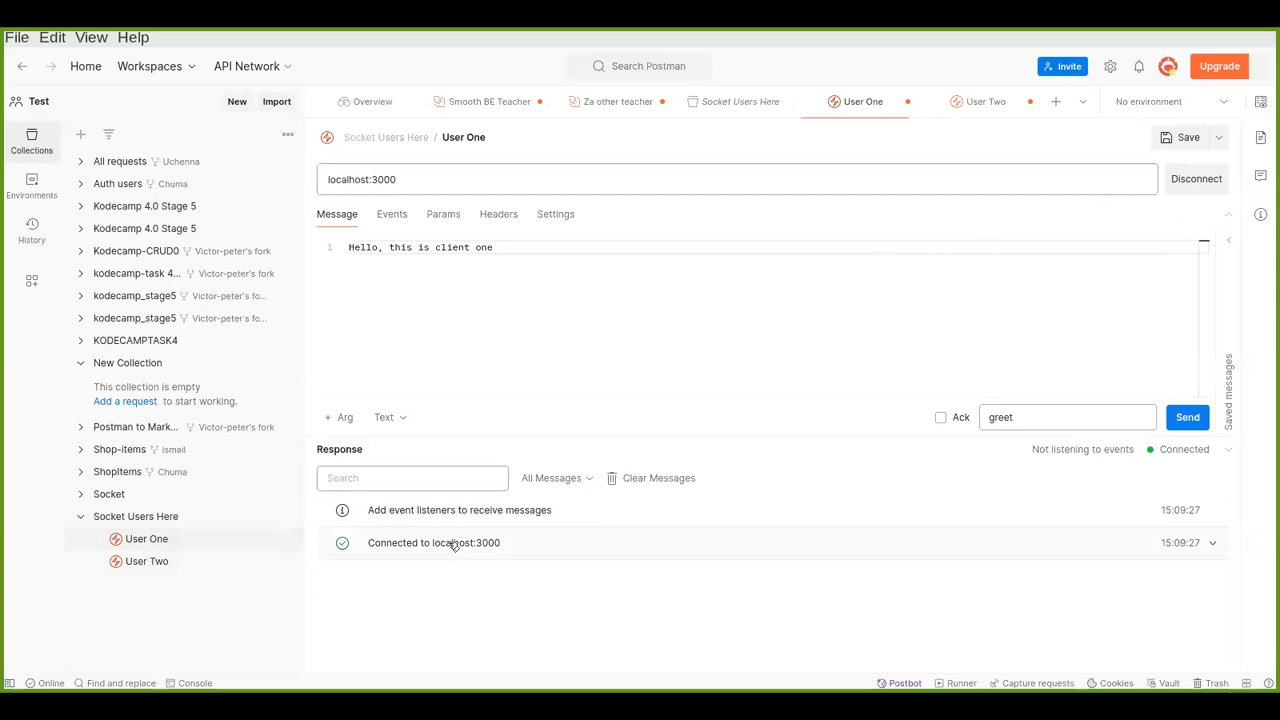 File Edit View Help
Home Workspaces API Network Search Postman Invite Upgrade
Test New Import
Overview Smooth BE Teacher Za other teacher Socket Users Here User One User Two No environment
Collections
Environments
History
All requests Uchenna
Auth users Chuma
Kodecamp 4.0 Stage 5
Kodecamp 4.0 Stage 5
Kodecamp-CRUD0 Victor-peter's fork
kodecamp-task 4... Victor-peter's fork
kodecamp_stage5 Victor-peter's fo...
kodecamp_stage5 Victor-peter's fo...
KODECAMPTASK4
New Collection
This collection is empty
Add a request to start working.
Postman to Mark... Victor-peter's fork
Shop-items Ismail
ShopItems Chuma
Socket
Socket Users Here
User One
User Two
Socket Users Here / User One Save
localhost:3000 Disconnect
Message Events Params Headers Settings
1 Hello, this is client one
Saved messages
+ Arg Text Ack greet Send
Response Not listening to events Connected
Search All Messages Clear Messages
Add event listeners to receive messages 15:09:27
Connected to localhost:3000 15:09:27
Online Find and replace Console Postbot Runner Capture requests Cookies Vault Trash